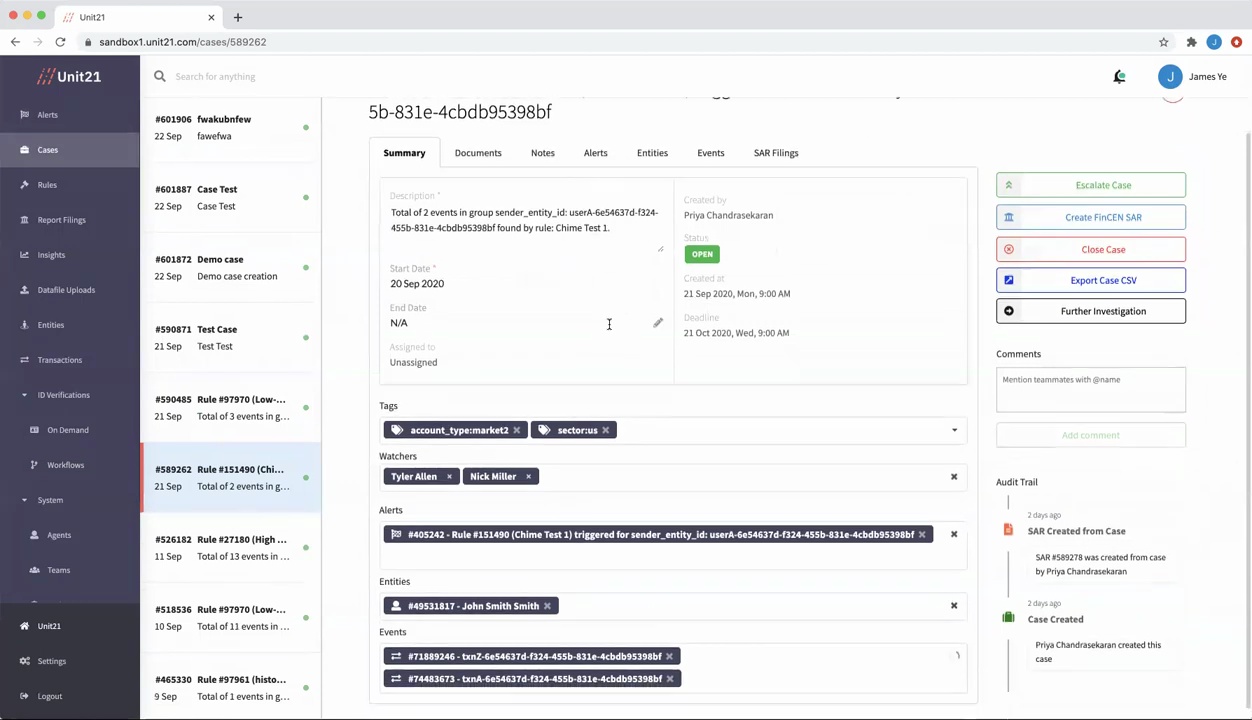 Unit21
sandbox1.unit21.com/cases/589262
J
Unit21
Search for anything
J
James Ye
Alerts
Cases
Rules
Report Filings
Insights
Datafile Uploads
Entities
Transactions
ID Verifications
On Demand
Workflows
System
Agents
Teams
Unit21
Settings
Logout
#601906 fwakubnfew
22 Sep fawefwa
#601887 Case Test
22 Sep Case Test
#601872 Demo case
22 Sep Demo case creation
#590871 Test Case
21 Sep Test Test
#590485 Rule #97970 (Low-...
21 Sep Total of 3 events in g...
#589262 Rule #151490 (Chi...
21 Sep Total of 2 events in g...
#526182 Rule #27180 (High ...
11 Sep Total of 13 events in ...
#518536 Rule #97970 (Low-...
10 Sep Total of 11 events in ...
#465330 Rule #97961 (histo...
9 Sep Total of 1 events in g...
5b-831e-4cbdb95398bf
Summary Documents Notes Alerts Entities Events SAR Filings
Description *
Total of 2 events in group sender_entity_id: userA-6e54637d-f324-
455b-831e-4cbdb95398bf found by rule: Chime Test 1.
Start Date *
20 Sep 2020
End Date
N/A
Assigned to
Unassigned
Created by
Priya Chandrasekaran
Status
OPEN
Created at
21 Sep 2020, Mon, 9:00 AM
Deadline
21 Oct 2020, Wed, 9:00 AM
Tags
account_type:market2 × sector:us ×
Watchers
Tyler Allen × Nick Miller ×
Alerts
#405242 - Rule #151490 (Chime Test 1) triggered for sender_entity_id: userA-6e54637d-f324-455b-831e-4cbdb95398bf ×
Entities
#49531817 - John Smith Smith ×
Events
#71889246 - txnZ-6e54637d-f324-455b-831e-4cbdb95398bf ×
#74483673 - txnA-6e54637d-f324-455b-831e-4cbdb95398bf ×
Escalate Case
Create FinCEN SAR
Close Case
Export Case CSV
Further Investigation
Comments
Mention teammates with @name
Add comment
Audit Trail
2 days ago
SAR Created from Case
SAR #589278 was created from case
by Priya Chandrasekaran
2 days ago
Case Created
Priya Chandrasekaran created this
case